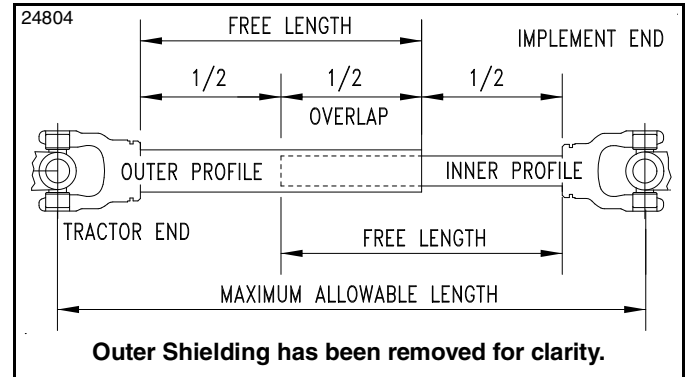 24804
FREE LENGTH
IMPLEMENT END
1/2 1/2 1/2
OVERLAP
OUTER PROFILE INNER PROFILE
TRACTOR END
FREE LENGTH
MAXIMUM ALLOWABLE LENGTH
Outer Shielding has been removed for clarity.